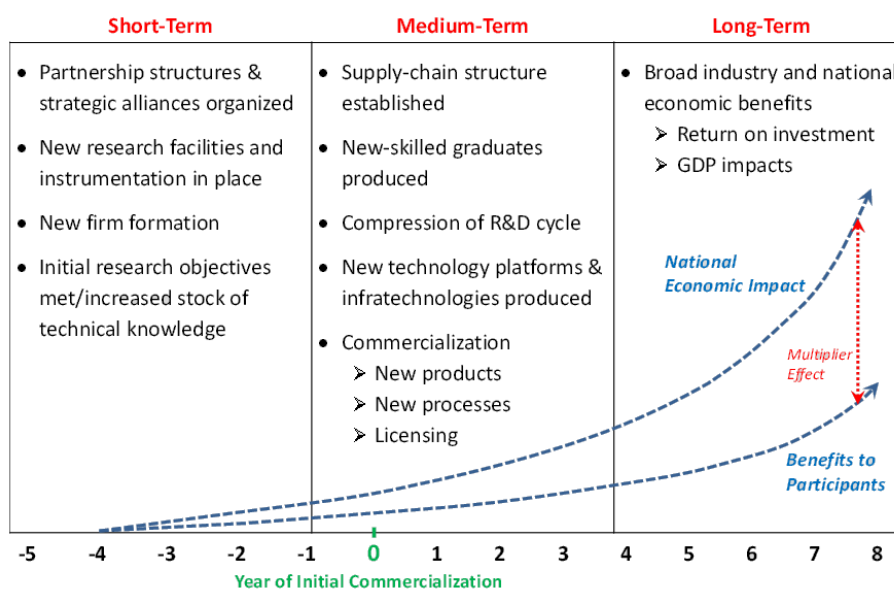 Short-Term
Medium-Term
Long-Term
• Partnership structures &
strategic alliances organized
• New research facilities and
instrumentation in place
• New firm formation
• Initial research objectives
met/increased stock of
technical knowledge
• Supply-chain structure
established
• New-skilled graduates
produced
• Compression of R&D cycle
• New technology platforms &
infratechnologies produced
• Commercialization
➢ New products
➢ New processes
➢ Licensing
• Broad industry and national
economic benefits
➢ Return on investment
➢ GDP impacts
National
Economic Impact
Multiplier
Effect
Benefits to
Participants
-5 -4 -3 -2 -1 0 1 2 3 4 5 6 7 8
Year of Initial Commercialization